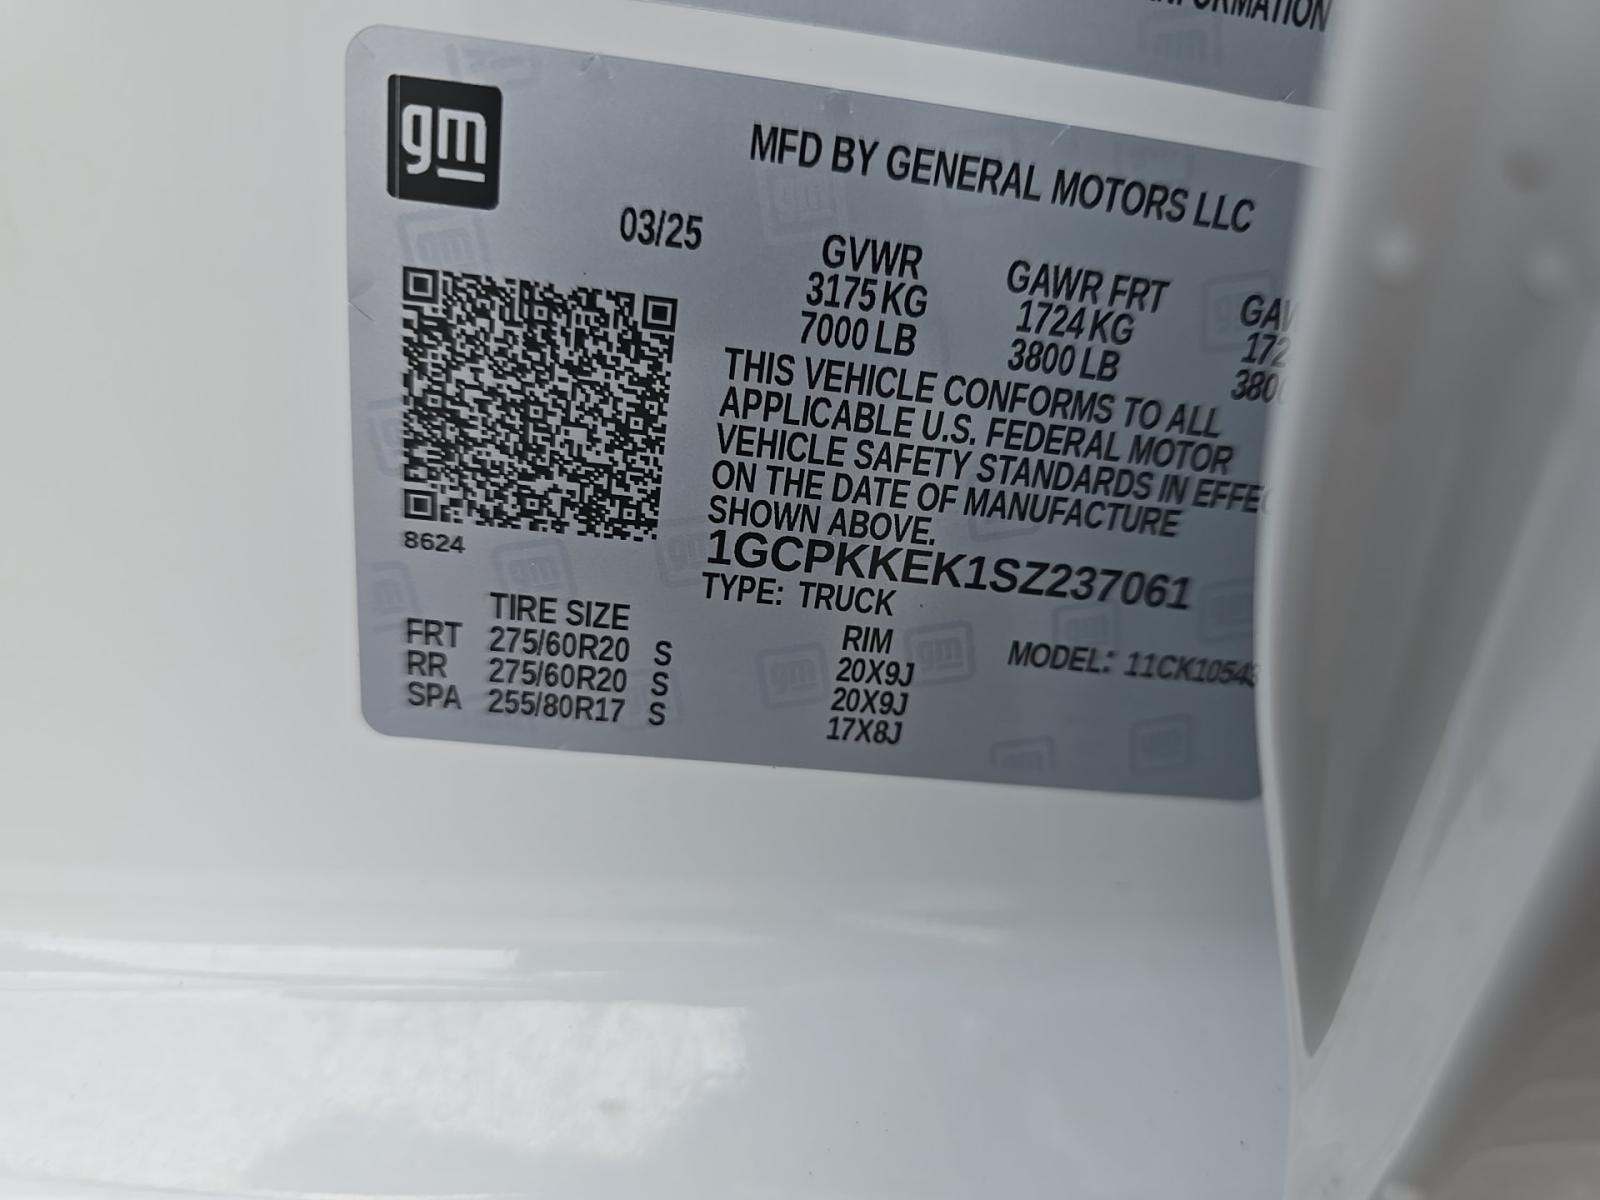 gm
MFD BY GENERAL MOTORS LLC
03/25
GVWR GAWR FRT
3175 KG 1724 KG
7000 LB 3800 LB
THIS VEHICLE CONFORMS TO ALL
APPLICABLE U.S. FEDERAL MOTOR
VEHICLE SAFETY STANDARDS IN
ON THE DATE OF MANUFACTURE
SHOWN ABOVE.
8624
1GCPKKEK1SZ237061
TYPE: TRUCK
TIRE SIZE RIM MODEL:
FRT 275/60R20 S 20X9J
RR 275/60R20 S 20X9J
SPA 255/80R17 S 17X8J